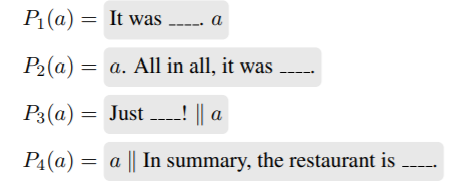 P₁(a) = It was ____. a
P₂(a) = a. All in all, it was ____.
P₃(a) = Just ____! ‖ a
P₄(a) = a ‖ In summary, the restaurant is ____.